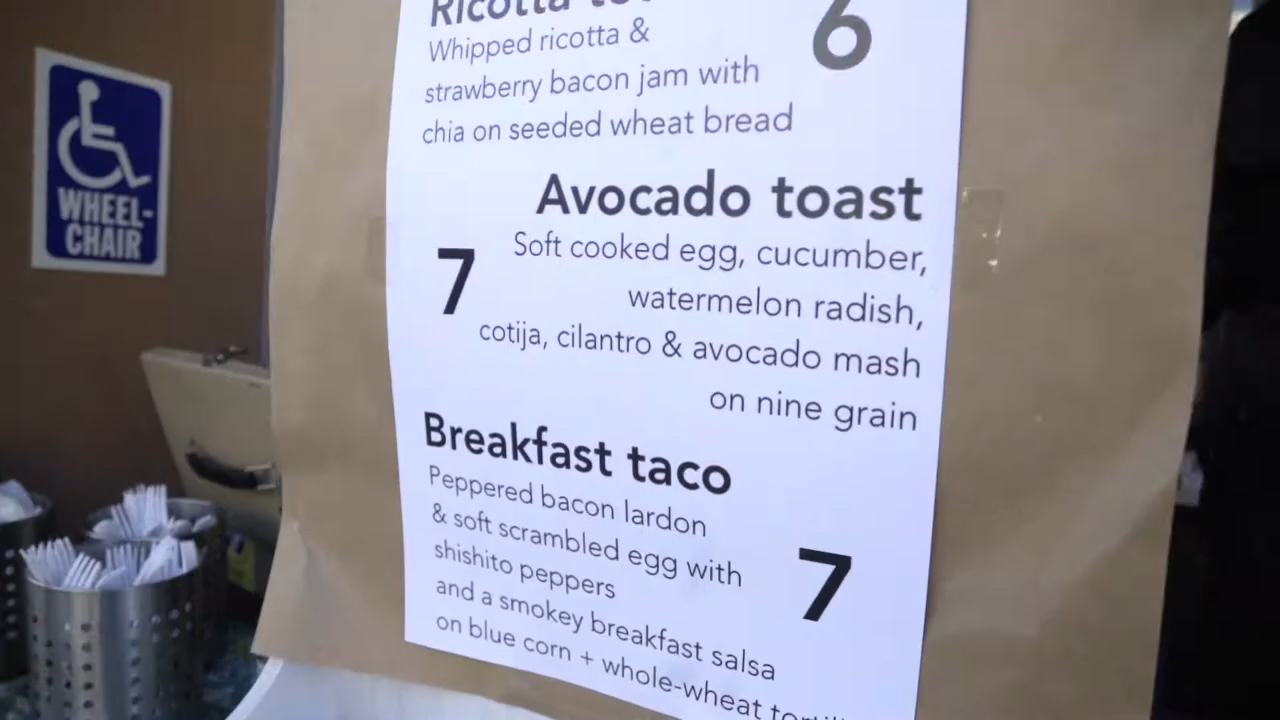 WHEEL-
CHAIR
Ricotta
6
Whipped ricotta &
strawberry bacon jam with
chia on seeded wheat bread
Avocado toast
7
Soft cooked egg, cucumber,
watermelon radish,
cotija, cilantro & avocado mash
on nine grain
Breakfast taco
Peppered bacon lardon
& soft scrambled egg with
shishito peppers
7
and a smokey breakfast salsa
on blue corn + whole-wheat